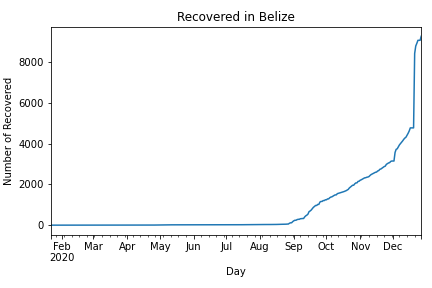 Recovered in Belize
Number of Recovered
8000
6000
4000
2000
0
Feb Mar Apr May Jun Jul Aug Sep Oct Nov Dec
2020
Day